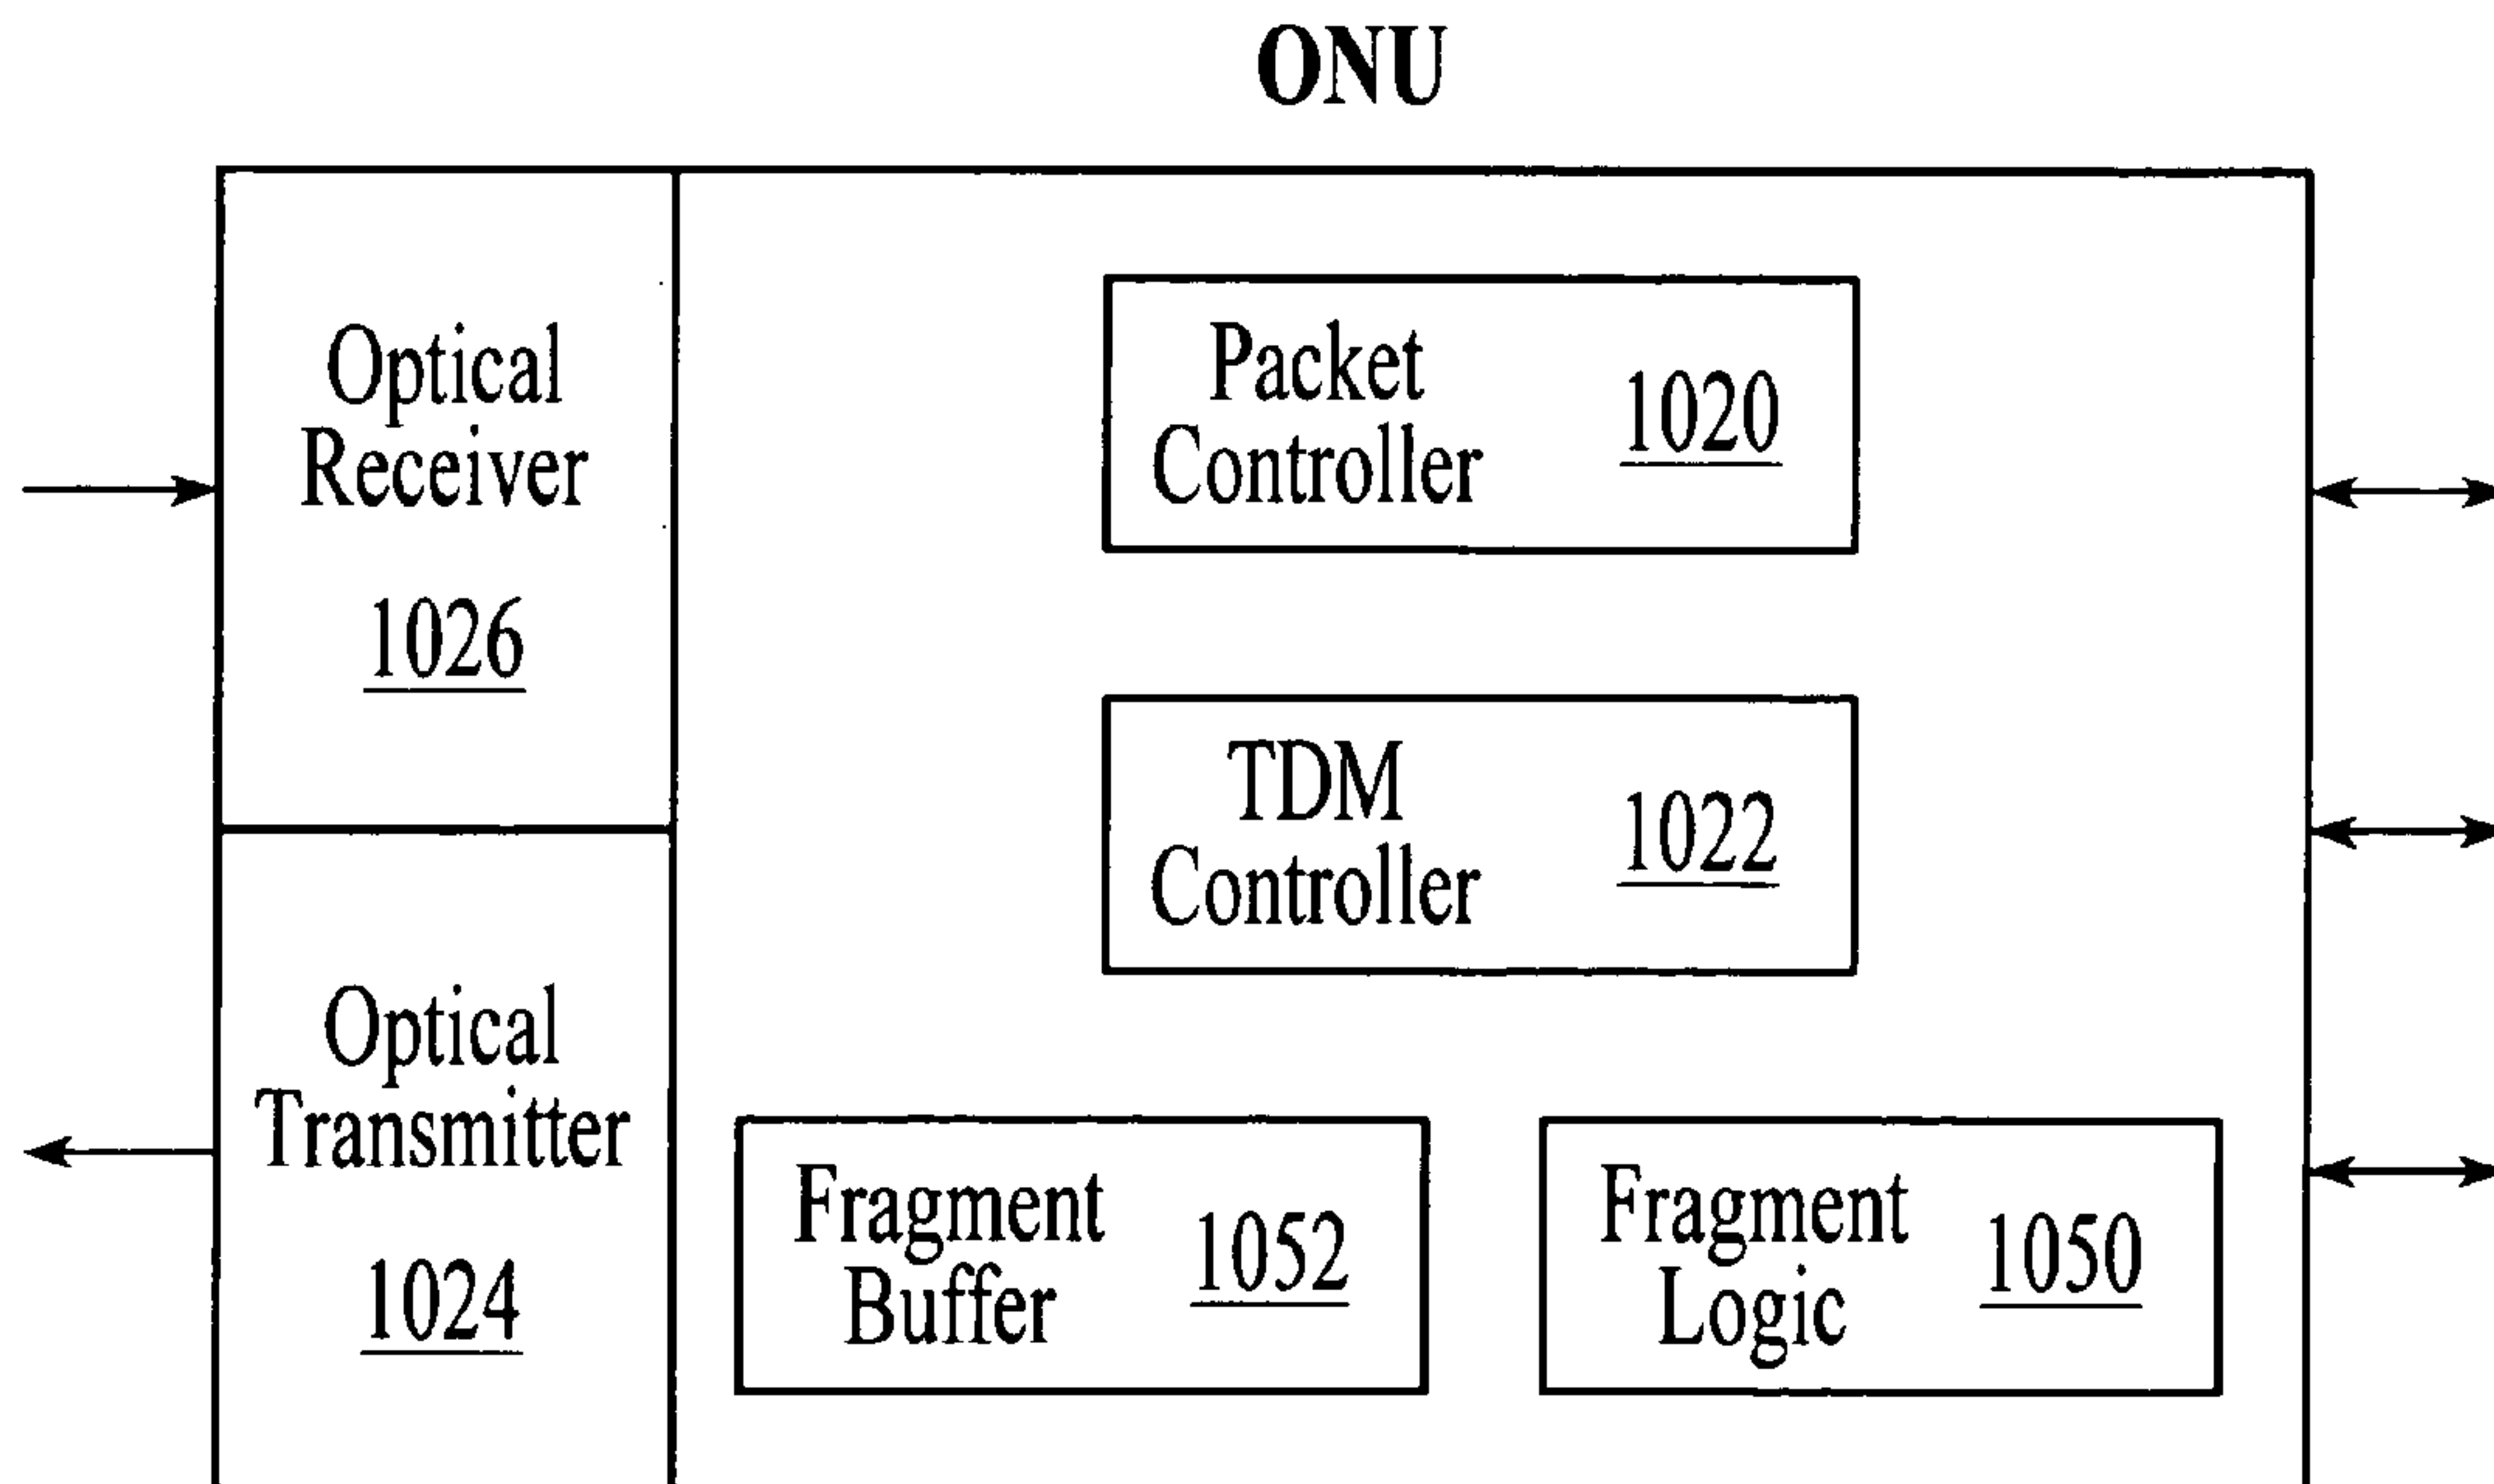 ONU
Optical
Receiver
1026
Optical
Transmitter
1024
Packet
Controller
1020
TDM
Controller
1022
Fragment
Buffer
1052
Fragment
Logic
1050